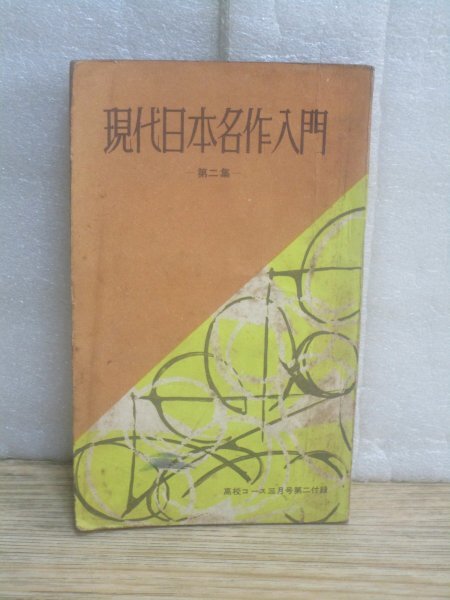 現代日本名作入門
第二集
高校コース三月号第二付録